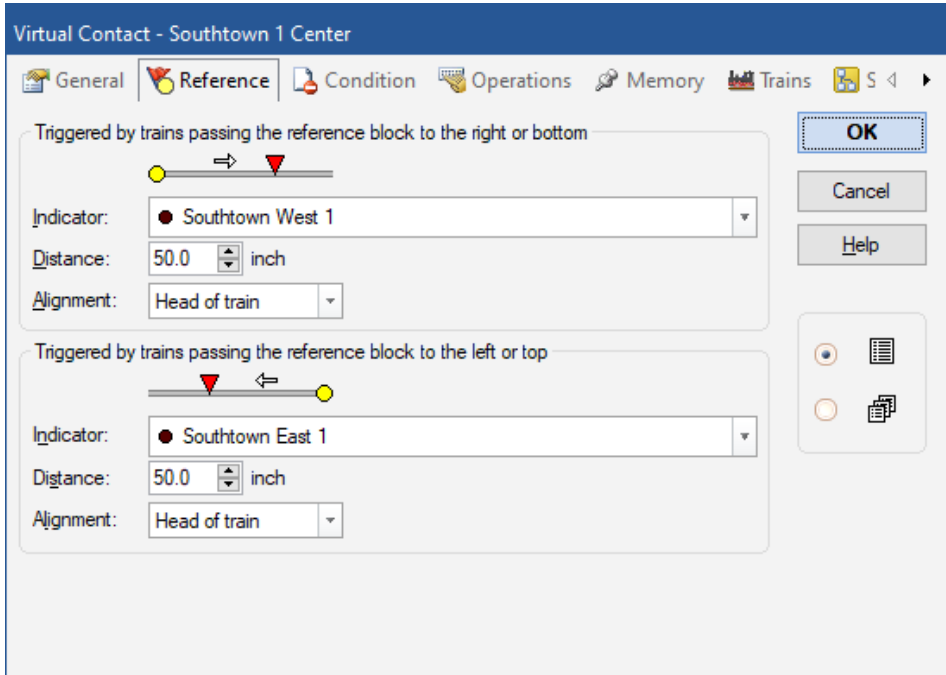 Virtual Contact - Southtown 1 Center
General Reference Condition Operations Memory Trains S
Triggered by trains passing the reference block to the right or bottom
OK
Cancel
Indicator: Southtown West 1
Help
Distance: 50.0 inch
Alignment: Head of train
Triggered by trains passing the reference block to the left or top
Indicator: Southtown East 1
Distance: 50.0 inch
Alignment: Head of train